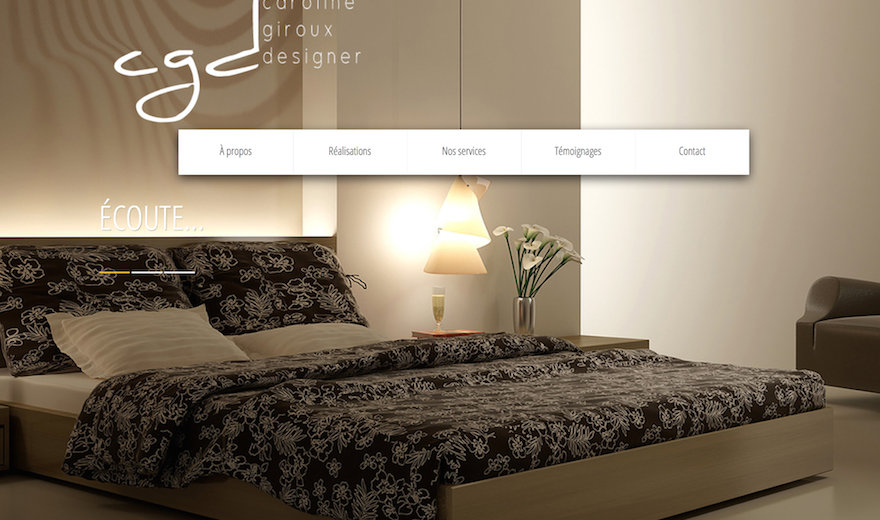 caroline
giroux
designer
cgd
À propos
Réalisations
Nos services
Témoignages
Contact
ÉCOUTE...